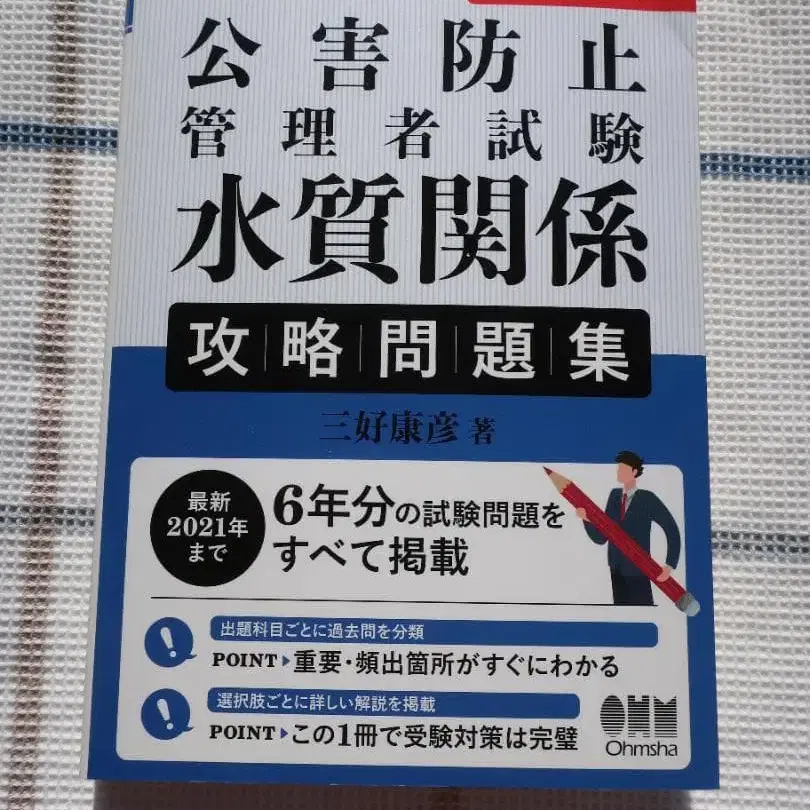 公害防止
管理者試験
水質関係
攻略問題集
三好康彦 著
最新
2021年
まで
6年分の試験問題を
すべて掲載
出題科目ごとに過去問を分類
POINT▶重要・頻出箇所がすぐにわかる
選択肢ごとに詳しい解説を掲載
POINT▶この1冊で受験対策は完璧
OHM
Ohmsha